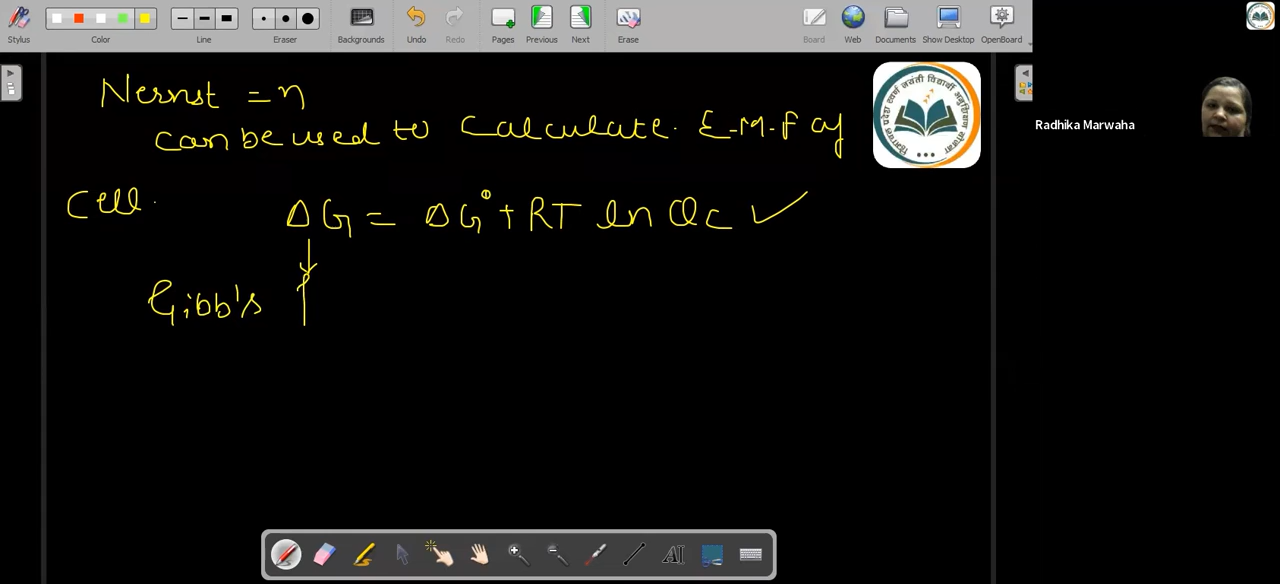 Stylus
Color
Line
Eraser
Backgrounds
Undo
Redo
Pages
Previous
Next
Erase
Board
Web
Documents
Show Desktop
OpenBoard
Nernst = n
can be used to calculate. E.M.F of
Cell.
ΔG = ΔG° + RT ln Qc ✓
Gibb's
Radhika Marwaha
AI